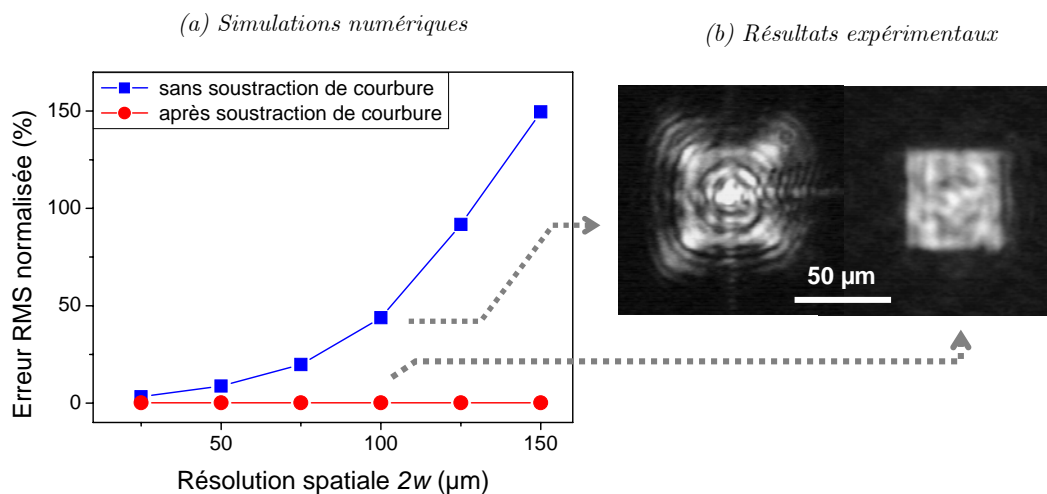 (a) Simulations numériques
(b) Résultats expérimentaux
sans soustraction de courbure
après soustraction de courbure
Erreur RMS normalisée (%)
150
100
50
0
50
100
150
Résolution spatiale 2w (µm)
50 µm